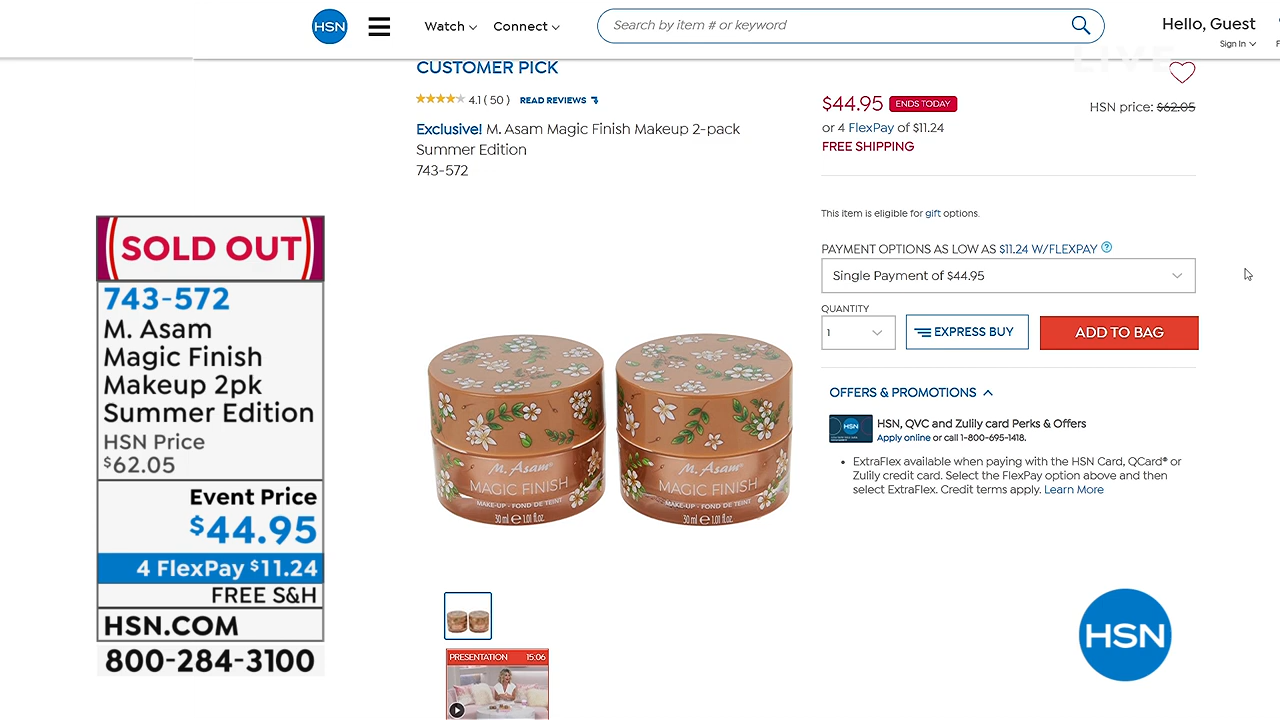 HSN
Watch
Connect
Search by item # or keyword
Hello, Guest
Sign In
LIVE
CUSTOMER PICK
4.1 ( 50 ) READ REVIEWS
Exclusive! M. Asam Magic Finish Makeup 2-pack
Summer Edition
743-572
$44.95 ENDS TODAY
HSN price: $62.05
or 4 FlexPay of $11.24
FREE SHIPPING
This item is eligible for gift options.
PAYMENT OPTIONS AS LOW AS $11.24 W/FLEXPAY ?
Single Payment of $44.95
QUANTITY
1
EXPRESS BUY
ADD TO BAG
OFFERS & PROMOTIONS
HSN
HSN, QVC and Zulily card Perks & Offers
Apply online or call 1-800-695-1418.
• ExtraFlex available when paying with the HSN Card, QCard® or
Zulily credit card. Select the FlexPay option above and then
select ExtraFlex. Credit terms apply. Learn More
SOLD OUT
743-572
M. Asam
Magic Finish
Makeup 2pk
Summer Edition
HSN Price
$62.05
Event Price
$44.95
4 FlexPay $11.24
FREE S&H
HSN.COM
800-284-3100
M. Asam®
MAGIC FINISH
MAKE-UP • FOND DE TEINT
30 ml e 1.01 fl.oz.
M. Asam®
MAGIC FINISH
MAKE-UP • FOND DE TEINT
30 ml e 1.01 fl.oz.
PRESENTATION 15:06
HSN